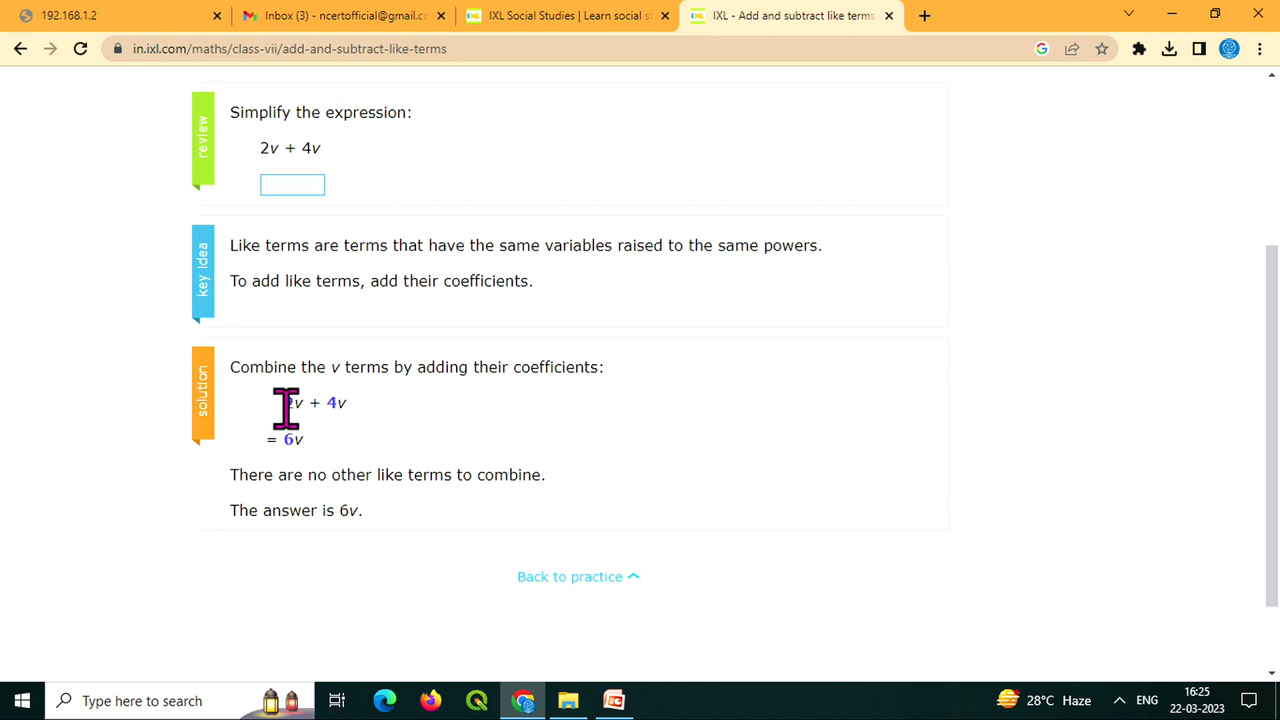 192.168.1.2
Inbox (3) - ncertofficial@gmail.cc
IXL Social Studies | Learn social st
IXL - Add and subtract like terms
in.ixl.com/maths/class-vii/add-and-subtract-like-terms
review
Simplify the expression:
2v + 4v
key idea
Like terms are terms that have the same variables raised to the same powers.
To add like terms, add their coefficients.
solution
Combine the v terms by adding their coefficients:
2v + 4v
= 6v
There are no other like terms to combine.
The answer is 6v.
Back to practice
Type here to search
28°C Haze
ENG
16:25
22-03-2023